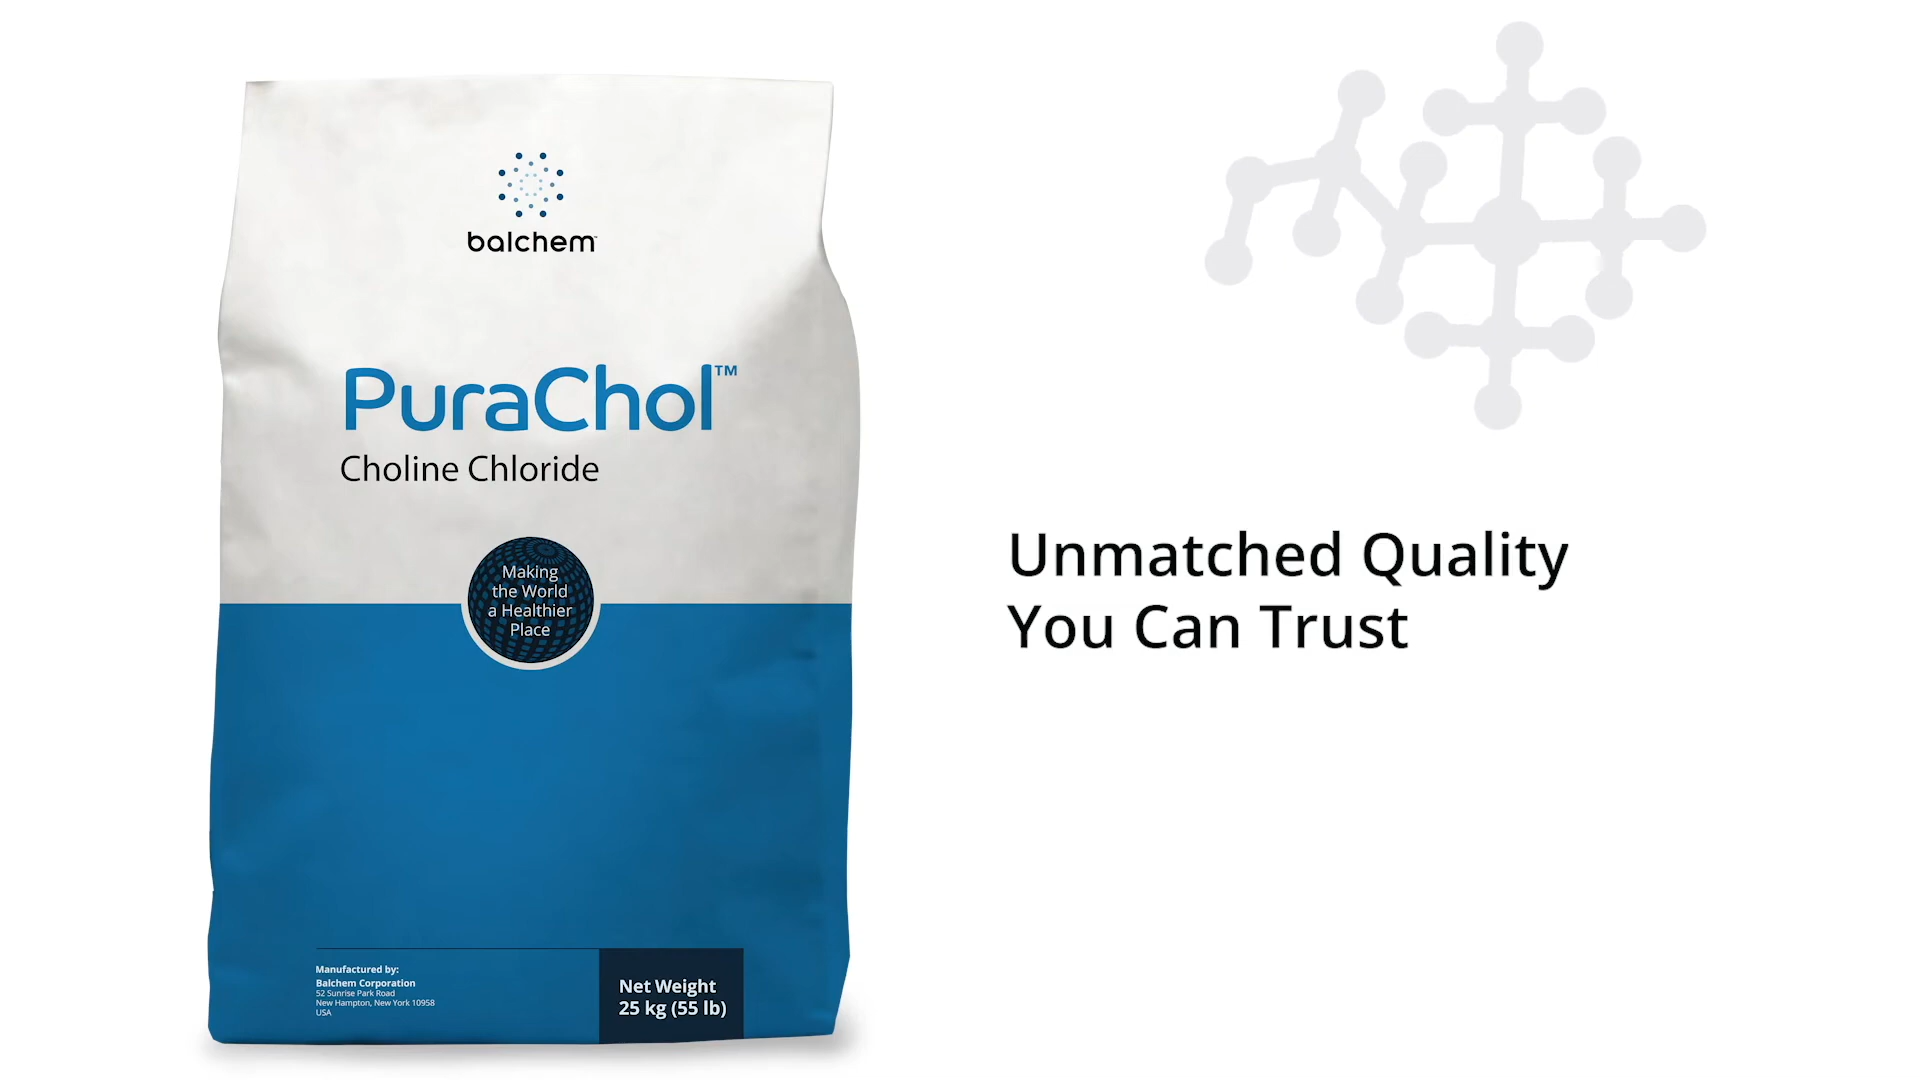 balchem™
PuraChol™
Choline Chloride
Making
the World
a Healthier
Place
Manufactured by:
Balchem Corporation
52 Sunrise Park Road
New Hampton, New York 10958
USA
Net Weight
25 kg (55 lb)
Unmatched Quality
You Can Trust